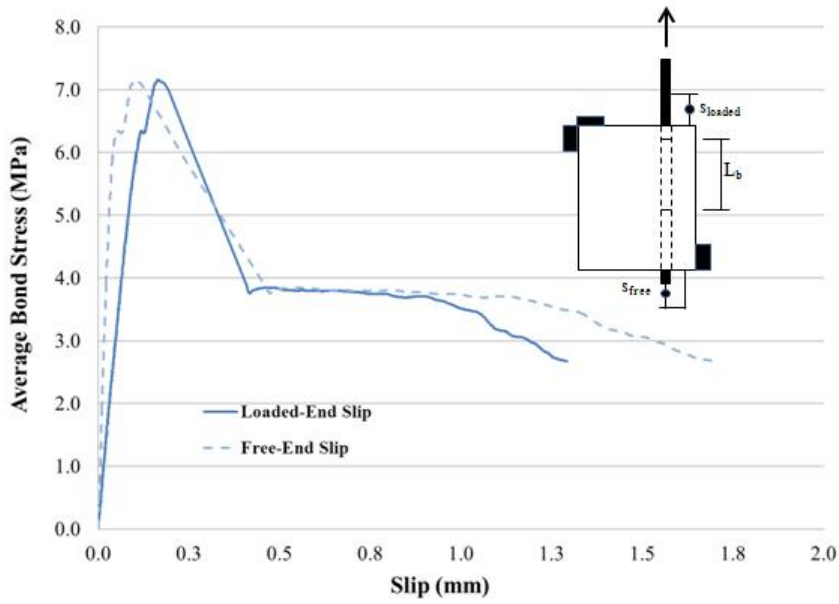 8.0
7.0
6.0
5.0
4.0
3.0
2.0
1.0
0.0
Average Bond Stress (MPa)
sloaded
Lb
sfree
Loaded-End Slip
Free-End Slip
0.0 0.3 0.5 0.8 1.0 1.3 1.5 1.8 2.0
Slip (mm)